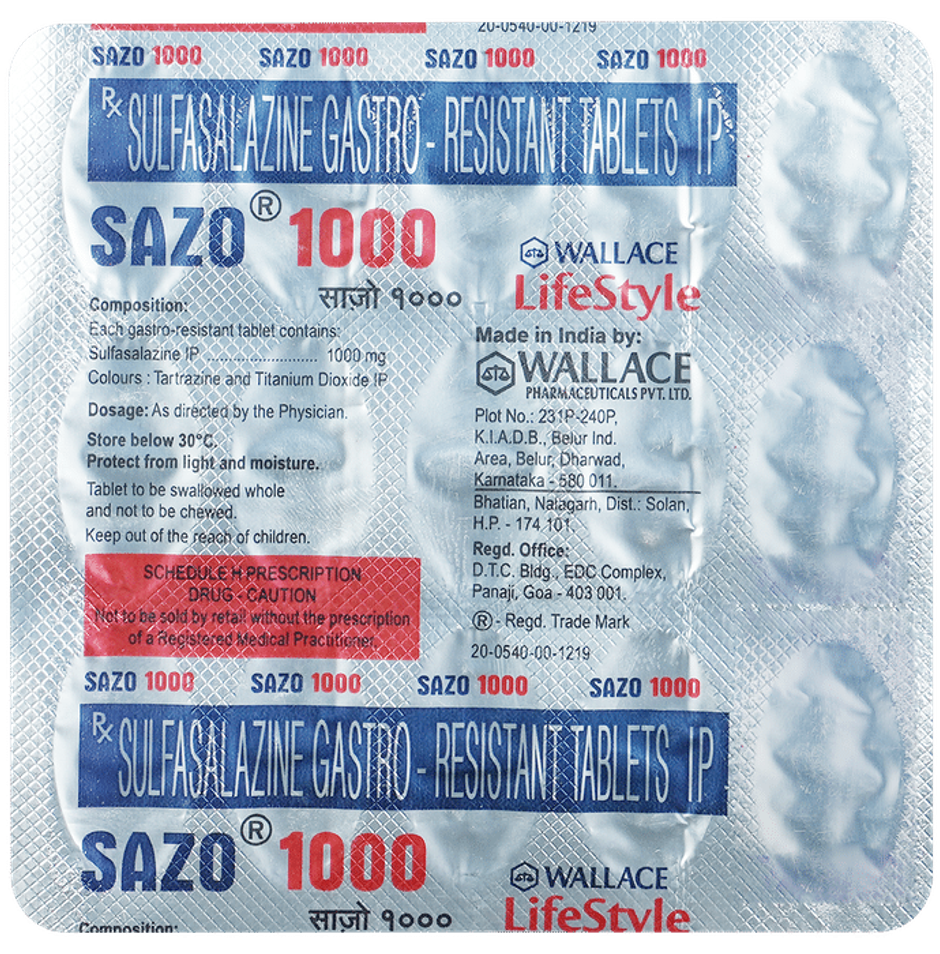 20-0540-00-1219
SAZO 1000 SAZO 1000 SAZO 1000 SAZO 1000
Rx SULFASALAZINE GASTRO - RESISTANT TABLETS IP
SAZO® 1000
साज़ो १०००
WALLACE
LifeStyle
Composition:
Each gastro-resistant tablet contains:
Sulfasalazine IP .............................. 1000 mg
Colours : Tartrazine and Titanium Dioxide IP
Dosage: As directed by the Physician.
Store below 30°C.
Protect from light and moisture.
Tablet to be swallowed whole
and not to be chewed.
Keep out of the reach of children.
SCHEDULE H PRESCRIPTION
DRUG - CAUTION
Not to be sold by retail without the prescription
of a Registered Medical Practitioner.
Made in India by:
WALLACE
PHARMACEUTICALS PVT. LTD.
Plot No.: 231P-240P,
K.I.A.D.B., Belur Ind.
Area, Belur, Dharwad,
Karnataka - 580 011.
Bhatian, Nalagarh, Dist.: Solan,
H.P. - 174 101.
Regd. Office:
D.T.C. Bldg., EDC Complex,
Panaji, Goa - 403 001.
® - Regd. Trade Mark
20-0540-00-1219
SAZO 1000 SAZO 1000 SAZO 1000 SAZO 1000
Rx SULFASALAZINE GASTRO - RESISTANT TABLETS IP
SAZO® 1000
साज़ो १०००
WALLACE
LifeStyle
Composition: